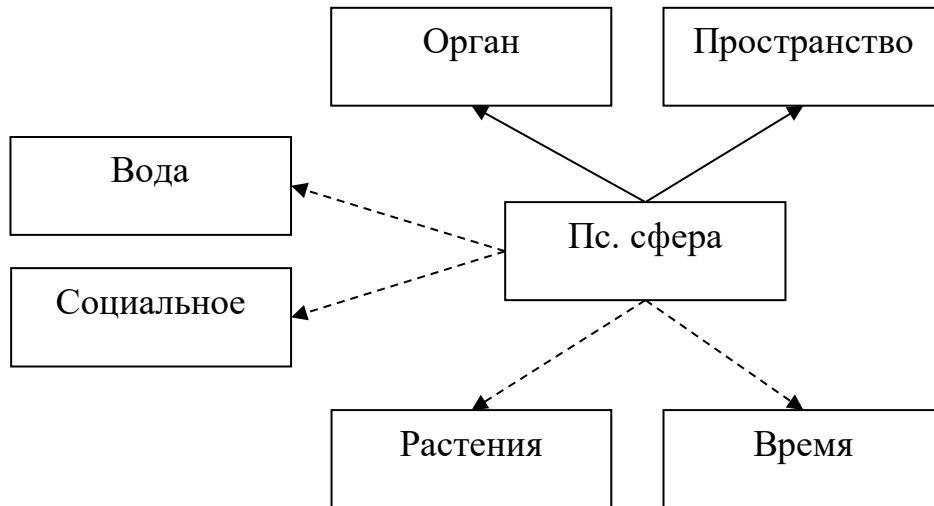 Орган
Пространство
Вода
Пс. сфера
Социальное
Растения
Время